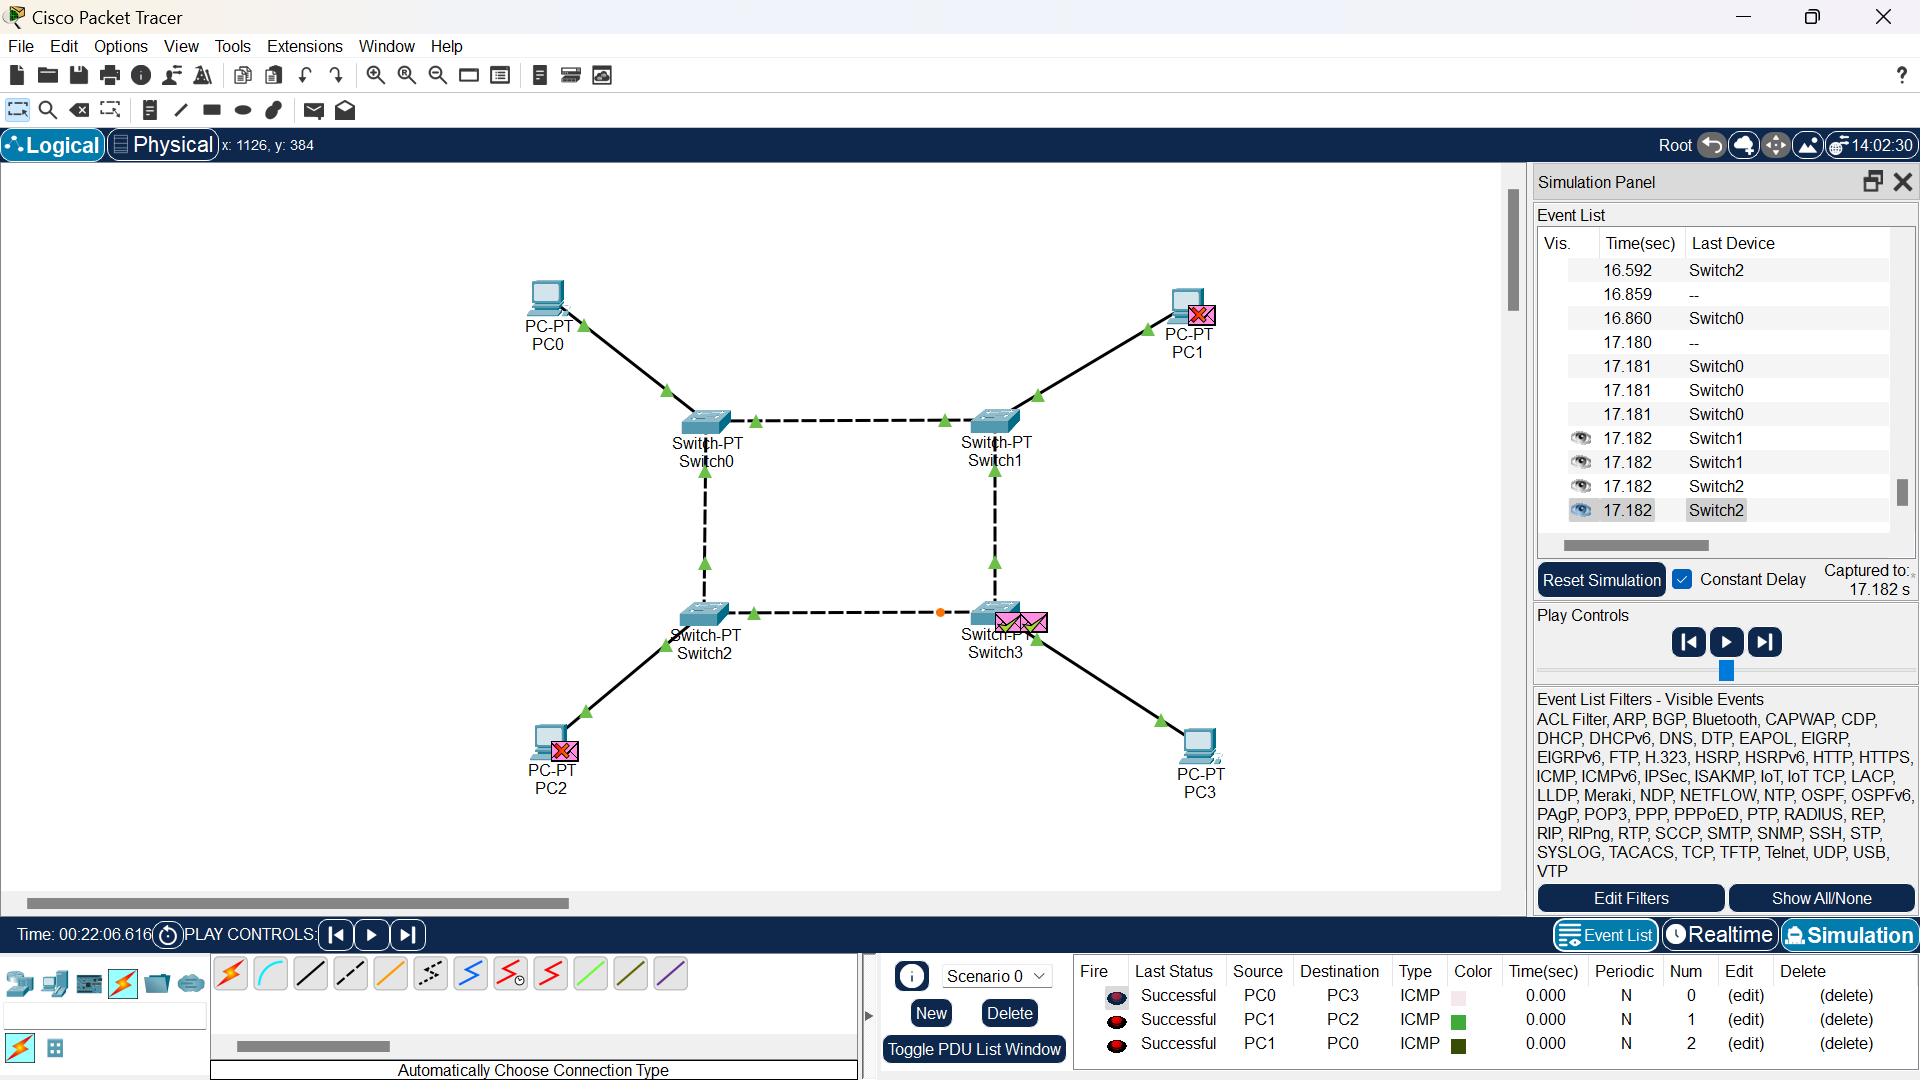 Cisco Packet Tracer
File Edit Options View Tools Extensions Window Help
Logical Physical x: 1126, y: 384 Root 14:02:30
PC-PT
PC0
PC-PT
PC1
Switch-PT
Switch0
Switch-PT
Switch1
Switch-PT
Switch2
Switch-PT
Switch3
PC-PT
PC2
PC-PT
PC3
Simulation Panel
Event List
Vis. Time(sec) Last Device
16.592 Switch2
16.859 --
16.860 Switch0
17.180 --
17.181 Switch0
17.181 Switch0
17.181 Switch0
17.182 Switch1
17.182 Switch1
17.182 Switch2
17.182 Switch2
Reset Simulation Constant Delay Captured to:
17.182 s
Play Controls
Event List Filters - Visible Events
ACL Filter, ARP, BGP, Bluetooth, CAPWAP, CDP,
DHCP, DHCPv6, DNS, DTP, EAPOL, EIGRP,
EIGRPv6, FTP, H.323, HSRP, HSRPv6, HTTP, HTTPS,
ICMP, ICMPv6, IPSec, ISAKMP, IoT, IoT TCP, LACP,
LLDP, Meraki, NDP, NETFLOW, NTP, OSPF, OSPFv6,
PAgP, POP3, PPP, PPPoED, PTP, RADIUS, REP,
RIP, RIPng, RTP, SCCP, SMTP, SNMP, SSH, STP,
SYSLOG, TACACS, TCP, TFTP, Telnet, UDP, USB,
VTP
Edit Filters Show All/None
Time: 00:22:06.616 PLAY CONTROLS: Event List Realtime Simulation
Automatically Choose Connection Type
Scenario 0
New Delete
Toggle PDU List Window
Fire Last Status Source Destination Type Color Time(sec) Periodic Num Edit Delete
Successful PC0 PC3 ICMP 0.000 N 0 (edit) (delete)
Successful PC1 PC2 ICMP 0.000 N 1 (edit) (delete)
Successful PC1 PC0 ICMP 0.000 N 2 (edit) (delete)